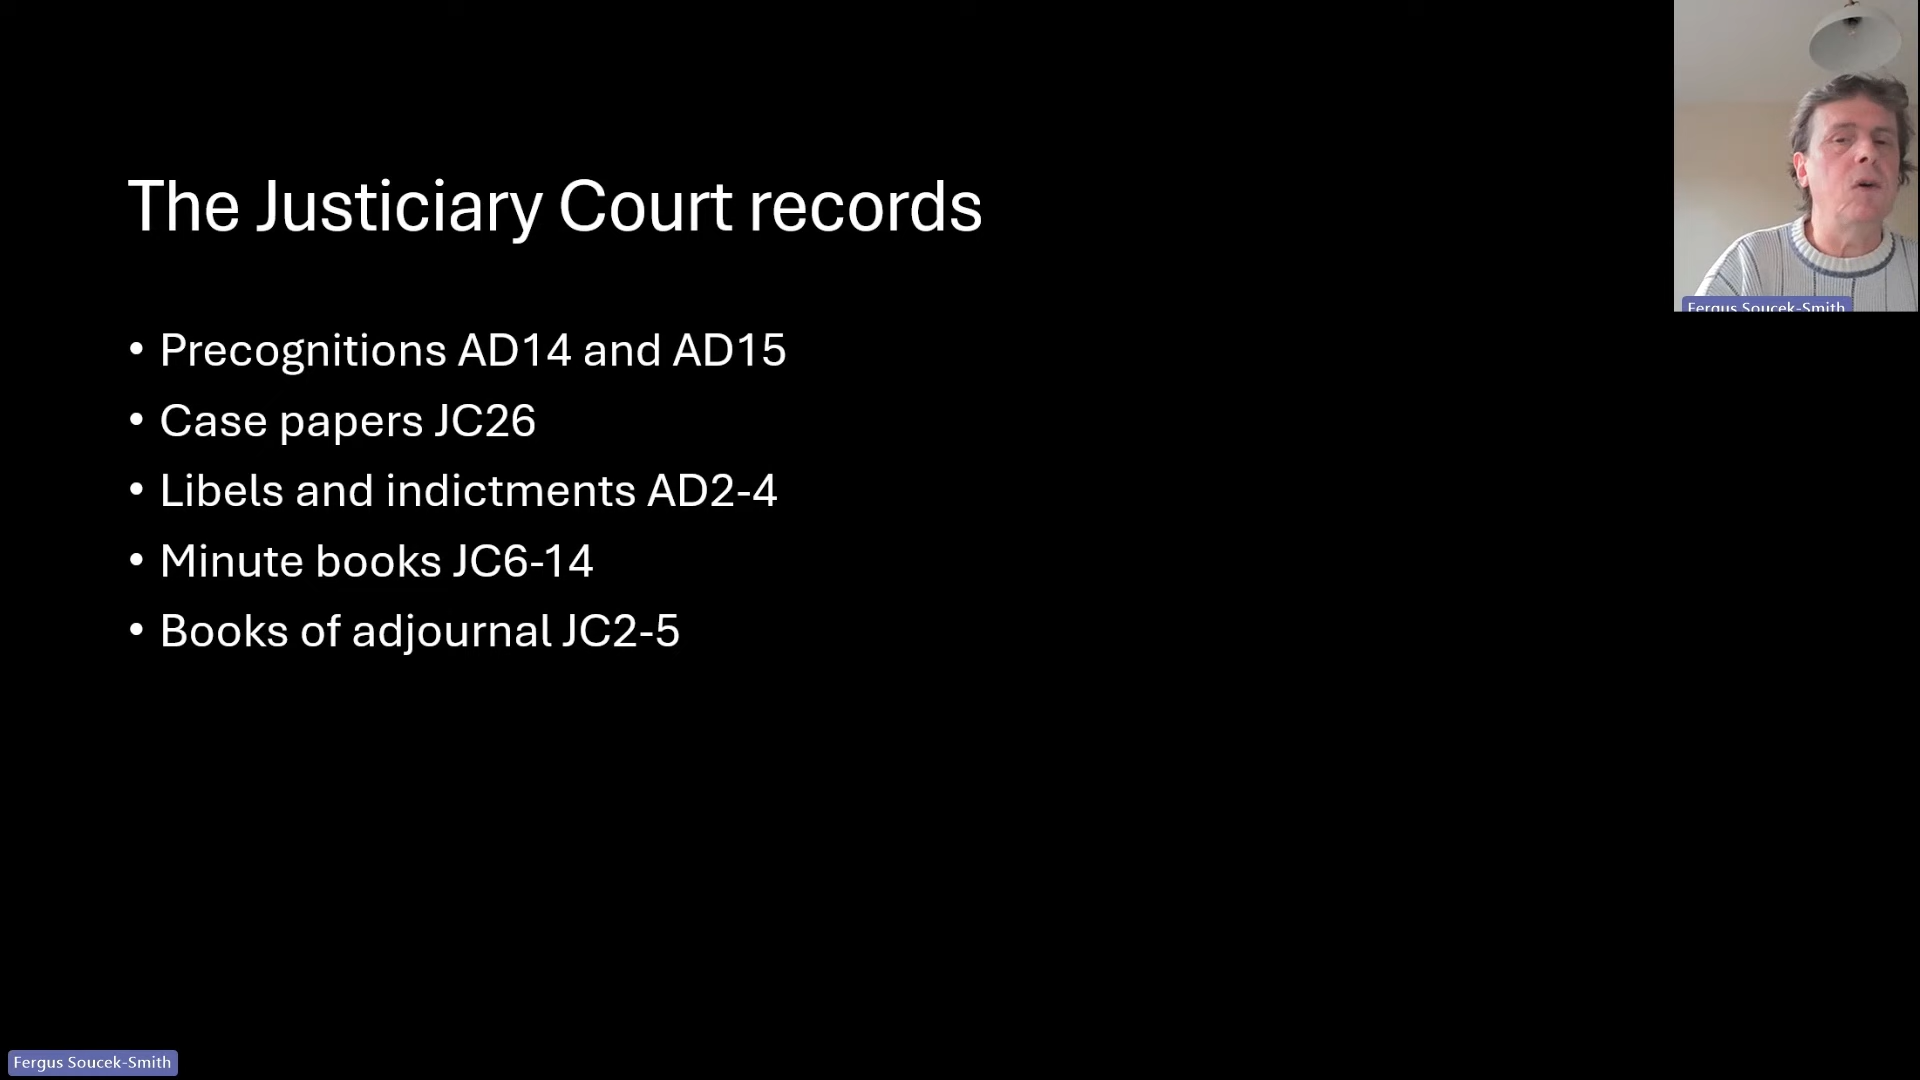 The Justiciary Court records
• Precognitions AD14 and AD15
• Case papers JC26
• Libels and indictments AD2-4
• Minute books JC6-14
• Books of adjournal JC2-5
Fergus Soucek-Smith
Fergus Soucek-Smith